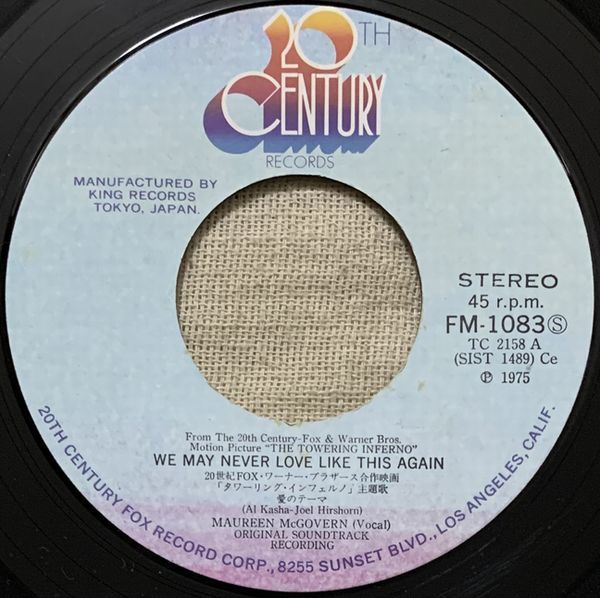 20TH
CENTURY
RECORDS
MANUFACTURED BY
KING RECORDS
TOKYO, JAPAN.
STEREO
45 r.p.m.
FM-1083Ⓢ
TC 2158 A
(SIST 1489) Ce
℗ 1975
From The 20th Century-Fox & Warner Bros.
Motion Picture "THE TOWERING INFERNO"
WE MAY NEVER LOVE LIKE THIS AGAIN
20世紀FOX・ワーナー・ブラザース合作映画
「タワーリング・インフェルノ」主題歌
愛のテーマ
(Al Kasha-Joel Hirshorn)
MAUREEN McGOVERN (Vocal)
ORIGINAL SOUNDTRACK
RECORDING
20TH CENTURY FOX RECORD CORP., 8255 SUNSET BLVD., LOS ANGELES, CALIF.